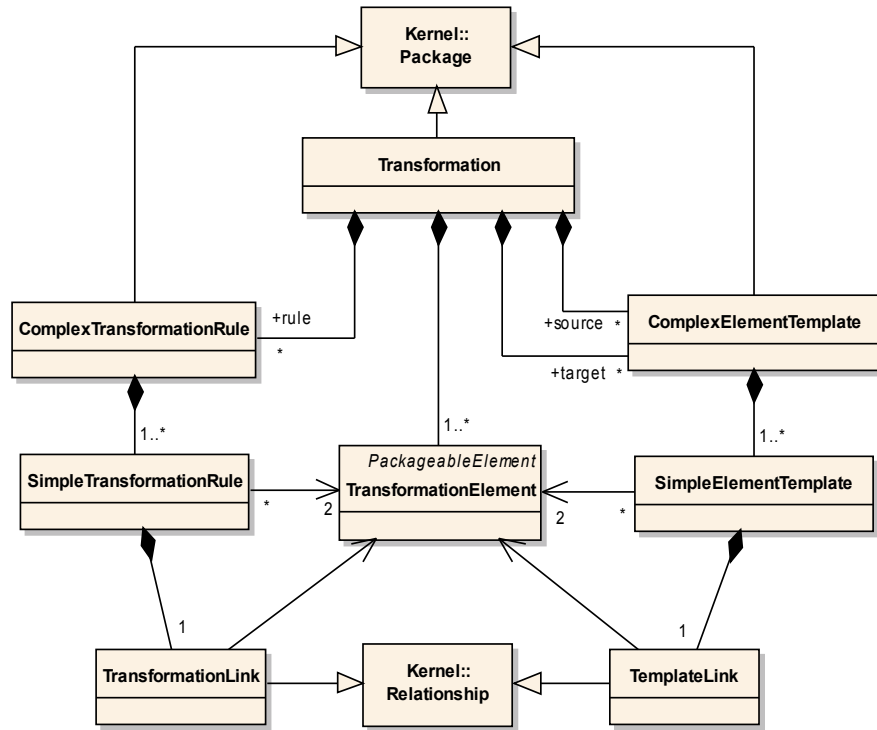 Kernel::
Package
Transformation
ComplexTransformationRule
+rule
*
+source *
+target *
ComplexElementTemplate
1..*
1..*
1..*
SimpleTransformationRule
PackageableElement
TransformationElement
SimpleElementTemplate
*
2
2
*
1
1
TransformationLink
Kernel::
Relationship
TemplateLink